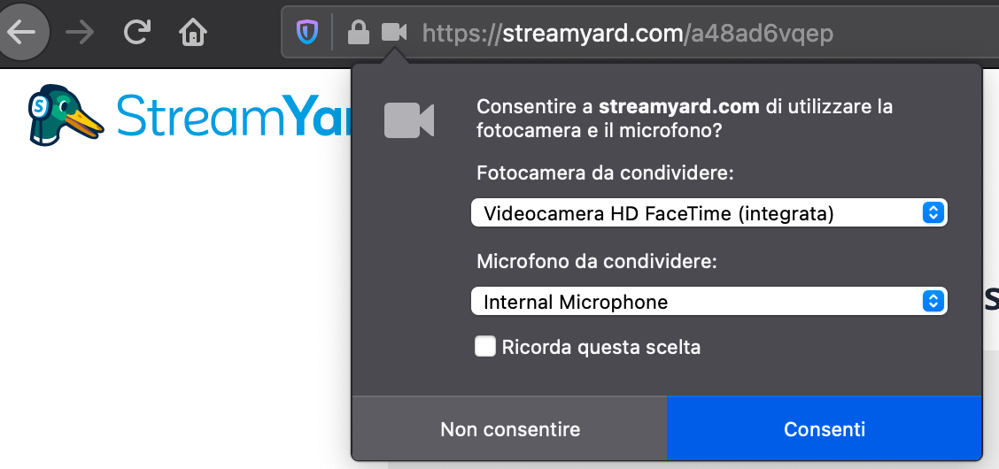 https://streamyard.com/a48ad6vqep
S
StreamYa
Consentire a streamyard.com di utilizzare la
fotocamera e il microfono?
Fotocamera da condividere:
Videocamera HD FaceTime (integrata)
Microfono da condividere:
Internal Microphone
s
Ricorda questa scelta
Non consentire
Consenti